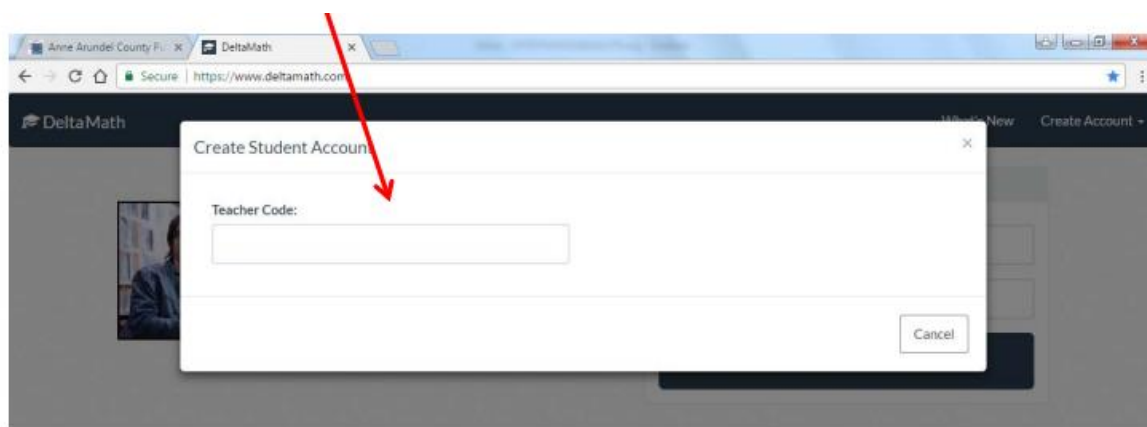 Anne Arundel County Pu
DeltaMath
Secure
https://www.deltamath.com
DeltaMath
What's New
Create Account
Create Student Account
Teacher Code:
Cancel